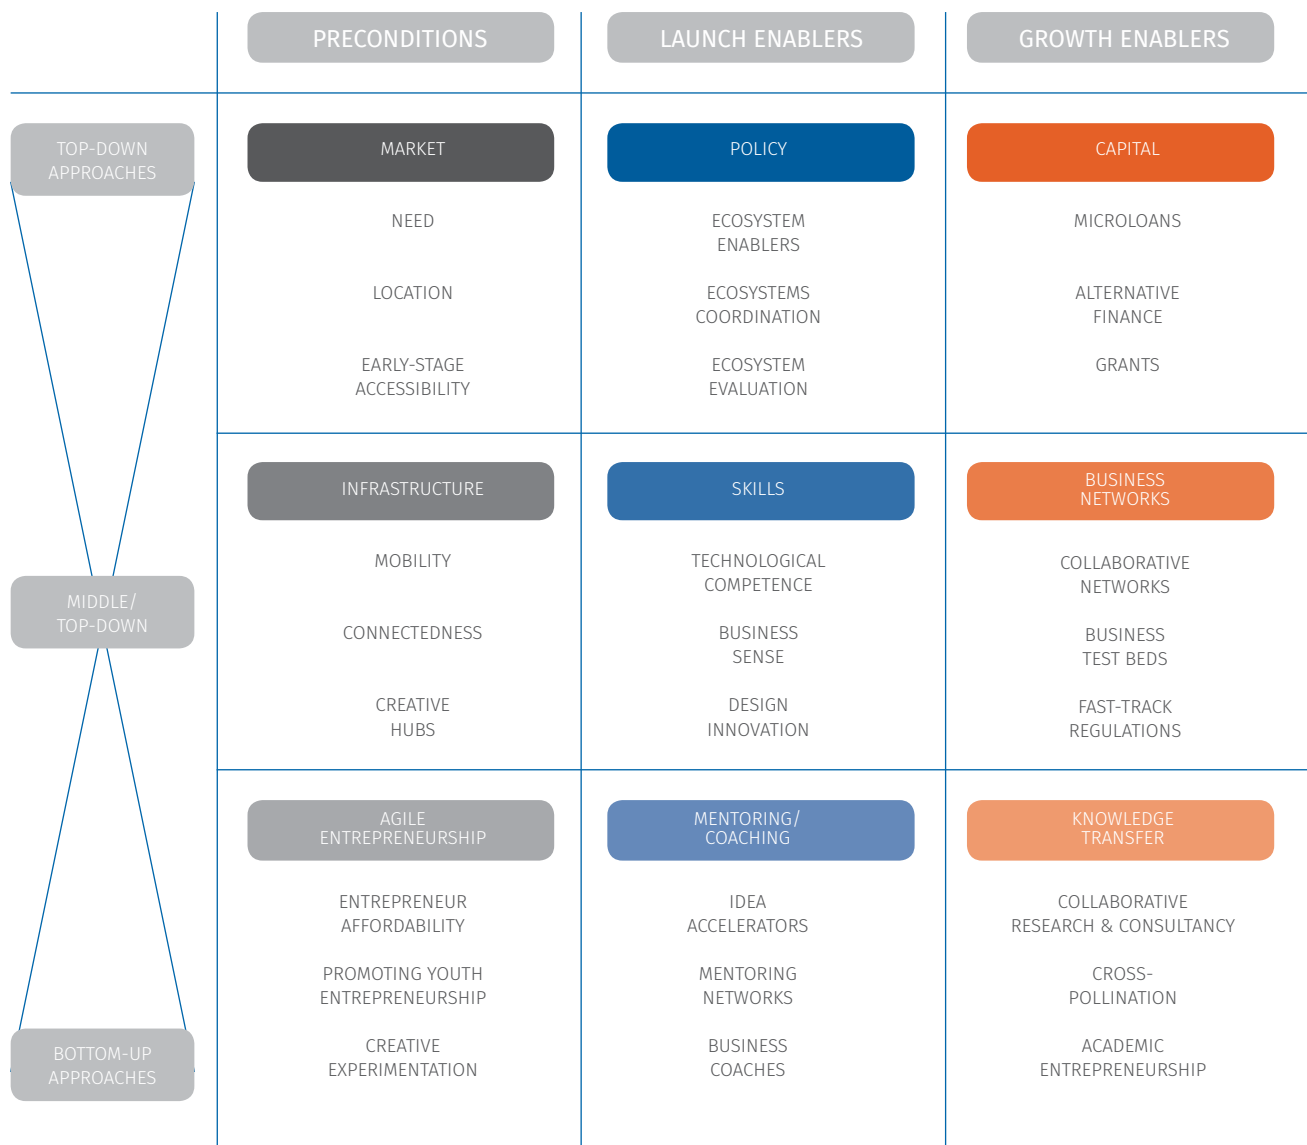 PRECONDITIONS
LAUNCH ENABLERS
GROWTH ENABLERS
TOP-DOWN
APPROACHES
MARKET
NEED
LOCATION
EARLY-STAGE
ACCESSIBILITY
POLICY
ECOSYSTEM
ENABLERS
ECOSYSTEMS
COORDINATION
ECOSYSTEM
EVALUATION
CAPITAL
MICROLOANS
ALTERNATIVE
FINANCE
GRANTS
MIDDLE/
TOP-DOWN
INFRASTRUCTURE
MOBILITY
CONNECTEDNESS
CREATIVE
HUBS
SKILLS
TECHNOLOGICAL
COMPETENCE
BUSINESS
SENSE
DESIGN
INNOVATION
BUSINESS
NETWORKS
COLLABORATIVE
NETWORKS
BUSINESS
TEST BEDS
FAST-TRACK
REGULATIONS
BOTTOM-UP
APPROACHES
AGILE
ENTREPRENEURSHIP
ENTREPRENEUR
AFFORDABILITY
PROMOTING YOUTH
ENTREPRENEURSHIP
CREATIVE
EXPERIMENTATION
MENTORING/
COACHING
IDEA
ACCELERATORS
MENTORING
NETWORKS
BUSINESS
COACHES
KNOWLEDGE
TRANSFER
COLLABORATIVE
RESEARCH & CONSULTANCY
CROSS-
POLLINATION
ACADEMIC
ENTREPRENEURSHIP